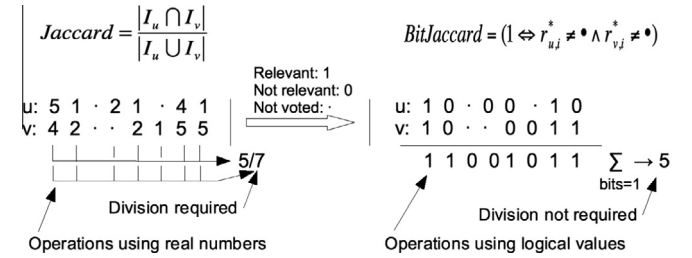 Jaccard = |I_u ⋂ I_v| / |I_u ⋃ I_v|
BitJaccard = (1 ⇔ r*_{u,i} ≠ • ∧ r*_{v,i} ≠ •)
Relevant: 1
Not relevant: 0
Not voted: ·
u: 5 1 · 2 1 · 4 1
v: 4 2 · · 2 1 5 5
5/7
Division required
Operations using real numbers
u: 1 0 · 0 0 · 1 0
v: 1 0 · · 0 0 1 1
1 1 0 0 1 0 1 1 ∑ → 5
bits=1
Division not required
Operations using logical values